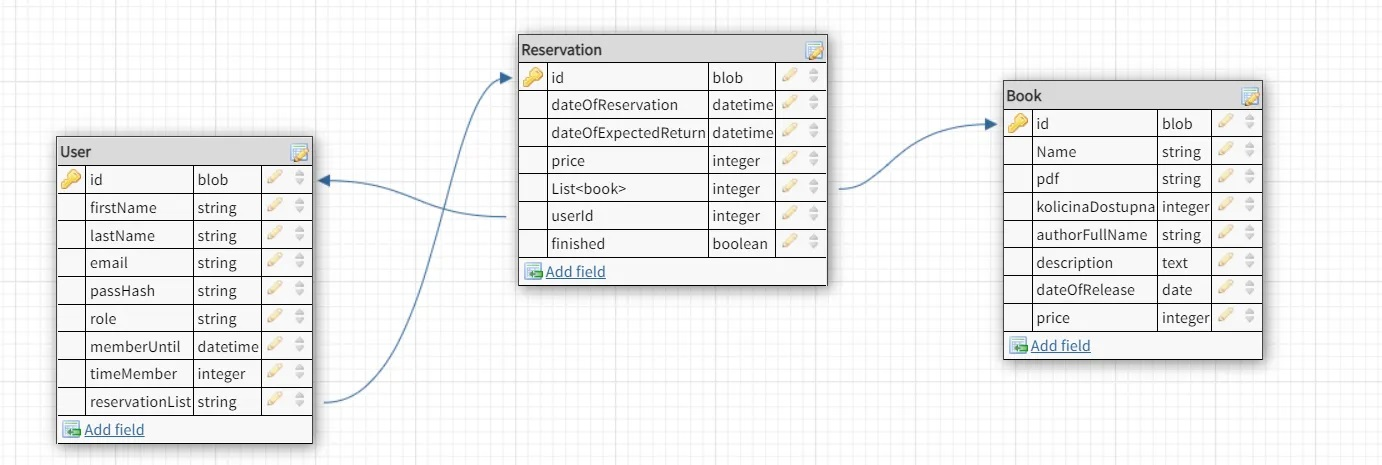 User
id blob
firstName string
lastName string
email string
passHash string
role string
memberUntil datetime
timeMember integer
reservationList string
Add field
Reservation
id blob
dateOfReservation datetime
dateOfExpectedReturn datetime
price integer
List<book> integer
userId integer
finished boolean
Add field
Book
id blob
Name string
pdf string
kolicinaDostupna integer
authorFullName string
description text
dateOfRelease date
price integer
Add field